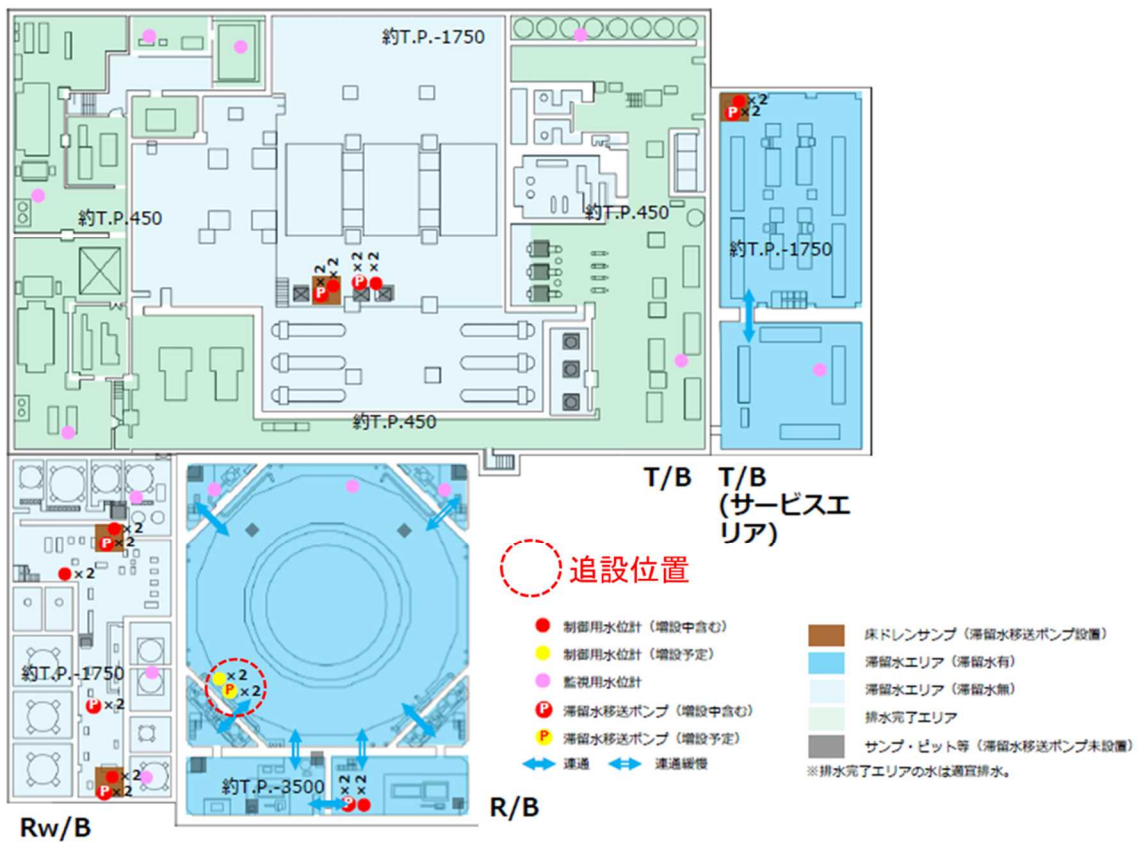 約T.P.-1750
×2
P×2
約T.P.450
約T.P.450
約T.P.-1750
×2
×2
P
×2
×2
P
約T.P.450
T/B
T/B
(サービスエ
リア)
×2
P×2
×2
追設位置
制御用水位計（増設中含む）
制御用水位計（増設予定）
監視用水位計
P 滞留水移送ポンプ（増設中含む）
P 滞留水移送ポンプ（増設予定）
連通 連通緩慢
床ドレンサンプ（滞留水移送ポンプ設置）
滞留水エリア（滞留水有）
滞留水エリア（滞留水無）
排水完了エリア
サンプ・ピット等（滞留水移送ポンプ未設置）
※排水完了エリアの水は適宜排水。
約T.P.-1750
×2
P×2
P×2
×2
P×2
約T.P.-3500
×2
×2
P
R/B
Rw/B